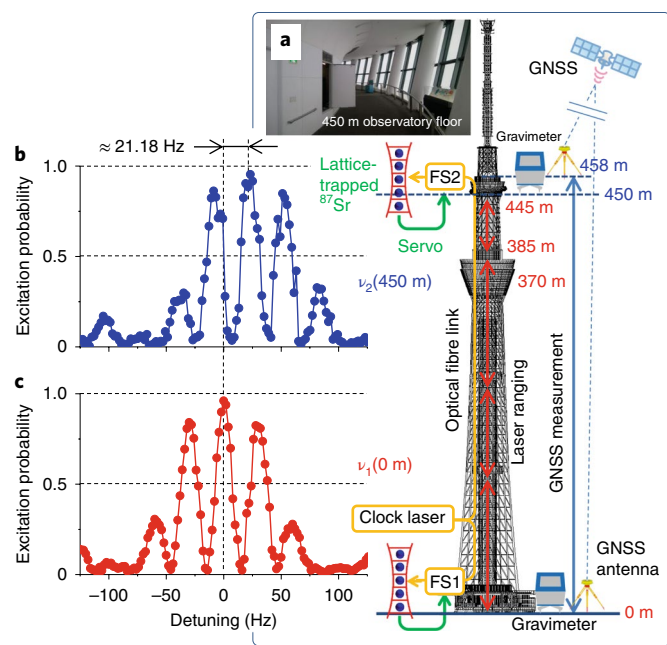 a
450 m observatory floor
GNSS
Gravimeter
458 m
450 m
≈ 21.18 Hz
b
Excitation probability
1.0
0.5
0
ν₂(450 m)
Lattice-
trapped
⁸⁷Sr
FS2
Servo
445 m
385 m
370 m
Optical fibre link
Laser ranging
GNSS measurement
c
Excitation probability
1.0
0.5
0
ν₁(0 m)
−100
−50
0
50
100
Detuning (Hz)
Clock laser
FS1
GNSS
antenna
Gravimeter
0 m